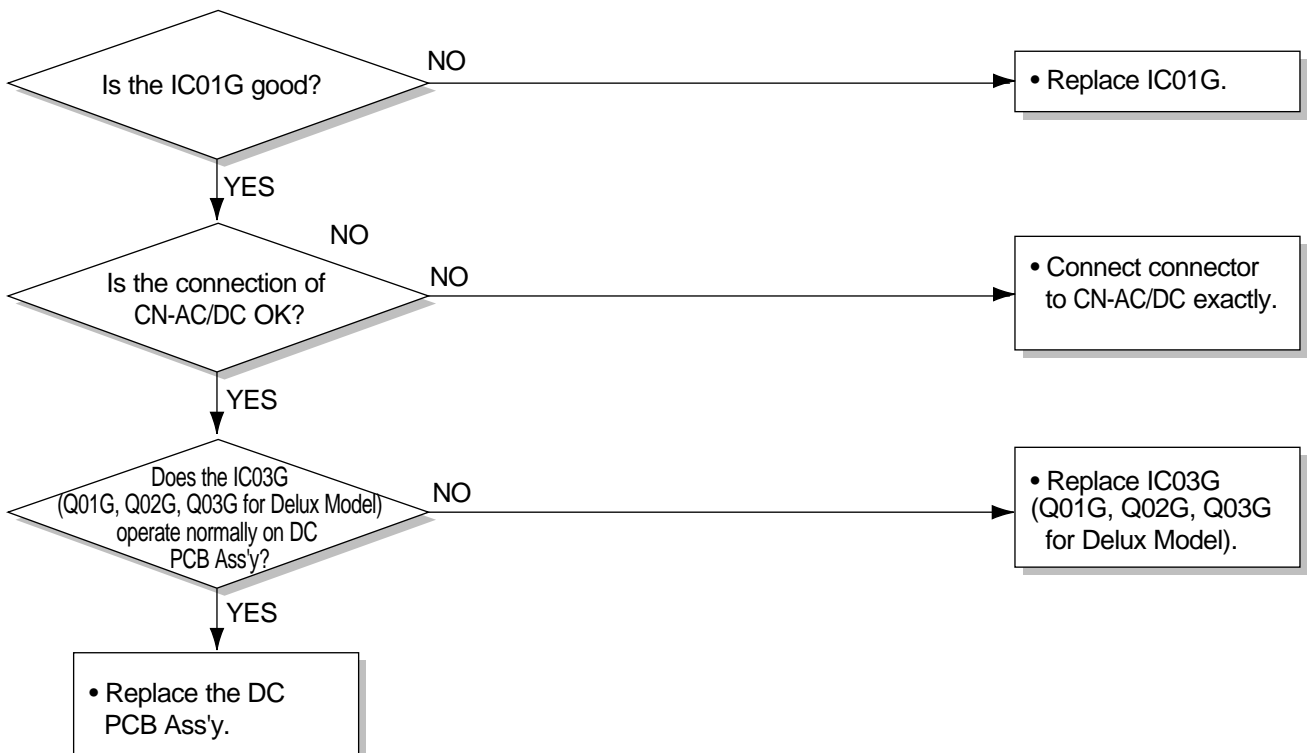 Is the IC01G good?
NO
• Replace IC01G.
YES
NO
Is the connection of
CN-AC/DC OK?
NO
• Connect connector
to CN-AC/DC exactly.
YES
Does the IC03G
(Q01G, Q02G, Q03G for Delux Model)
operate normally on DC
PCB Ass'y?
NO
• Replace IC03G
(Q01G, Q02G, Q03G
for Delux Model).
YES
• Replace the DC
PCB Ass'y.